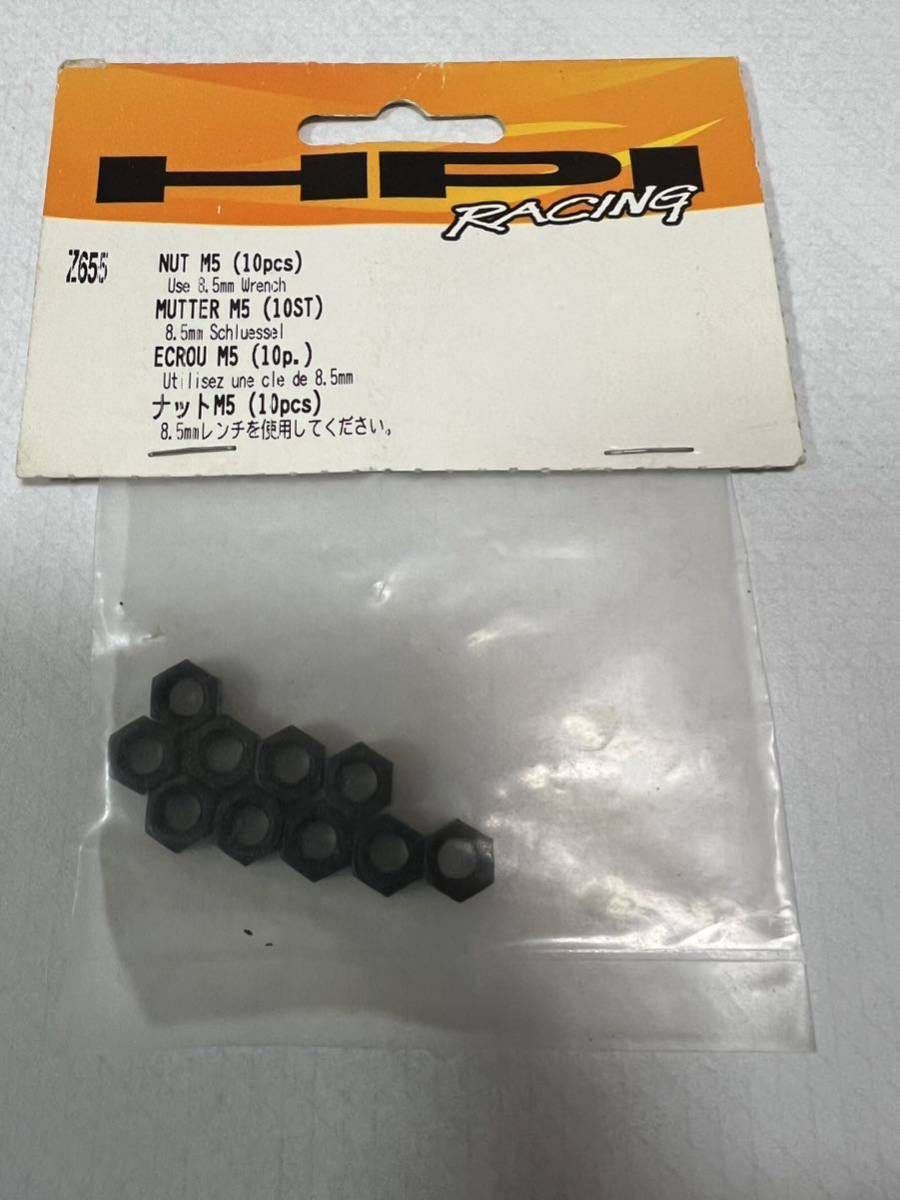 HPI
RACING
Z655
NUT M5 (10pcs)
Use 8.5mm Wrench
MUTTER M5 (10ST)
8.5mm Schluessel
ECROU M5 (10p.)
Utilisez une cle de 8.5mm
ナットM5 (10pcs)
8.5mmレンチを使用してください。